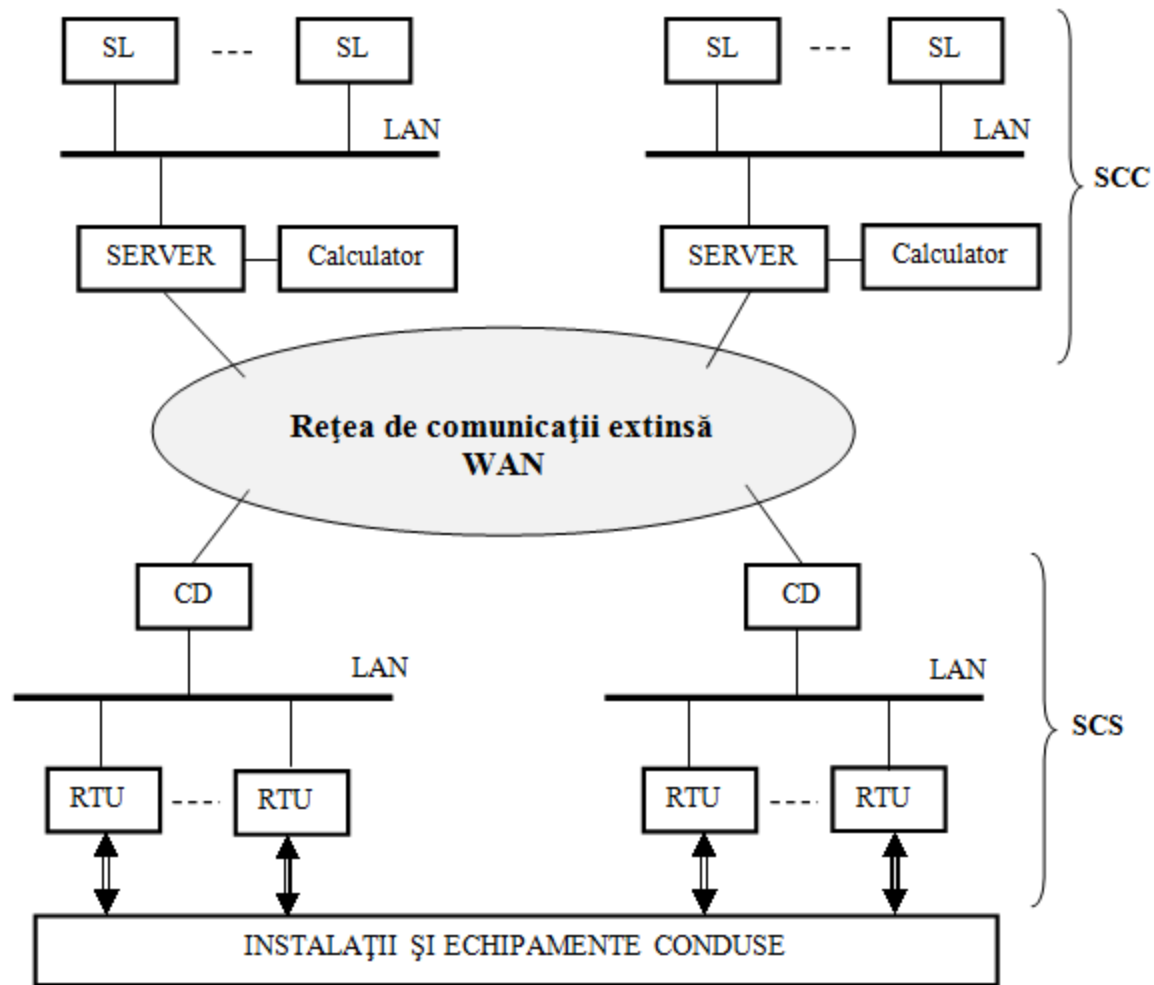 SL
SL
SL
SL
LAN
LAN
SCC
SERVER
Calculator
SERVER
Calculator
Reţea de comunicaţii extinsă
WAN
CD
CD
LAN
LAN
SCS
RTU
RTU
RTU
RTU
INSTALAŢII ŞI ECHIPAMENTE CONDUSE